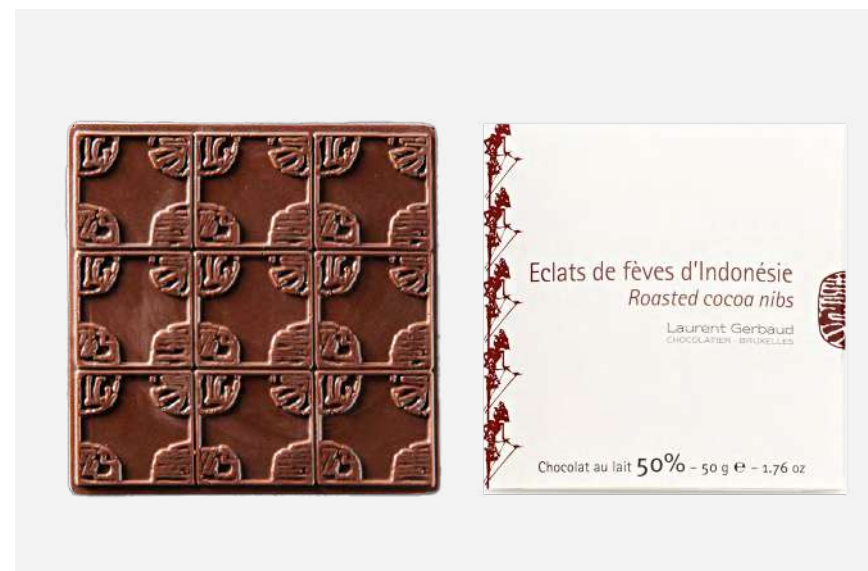 Eclats de fèves d'Indonésie
Roasted cocoa nibs
Laurent Gerbaud
CHOCOLATIER - BRUXELLES
Chocolat au lait 50% - 50 g e - 1.76 oz